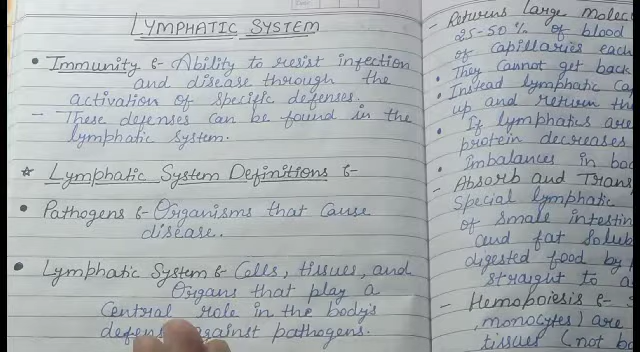 LYMPHATIC SYSTEM
• Immunity :- Ability to resist infection
and disease through the
activation of specific defenses.
- These defenses can be found in the
lymphatic system.
☆ Lymphatic System Definitions :-
• Pathogens :- Organisms that cause
disease.
• Lymphatic System :- Cells, tissues, and
Organs that play a
Central role in the body's
defens against pathogens.
- Returns Large molec
25-50% of blood
of capillaries each
• They Cannot get back
• Instead lymphatic Ca
up and return th
• If lymphatics are
protein decreases
• Imbalances in bo
- Absorb and Trans
Special lymphatic
of small intestin
and fat Solub
digested food by
straight to
- Hemopoiesis :-
monocytes) are
tissues (not bo